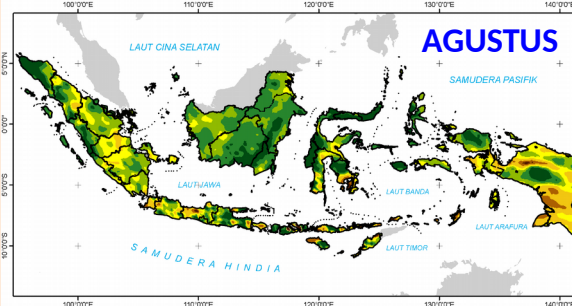 100°0'0"E 110°0'0"E 120°0'0"E 130°0'0"E 140°0'0"E
AGUSTUS
LAUT CINA SELATAN
SAMUDERA PASIFIK
5°0'0"N
0°0'0"
5°0'0"S
10°0'0"S
LAUT JAWA
LAUT BANDA
LAUT ARAFURA
LAUT TIMOR
SAMUDERA HINDIA
100°0'0"E 110°0'0"E 120°0'0"E 130°0'0"E 140°0'0"E